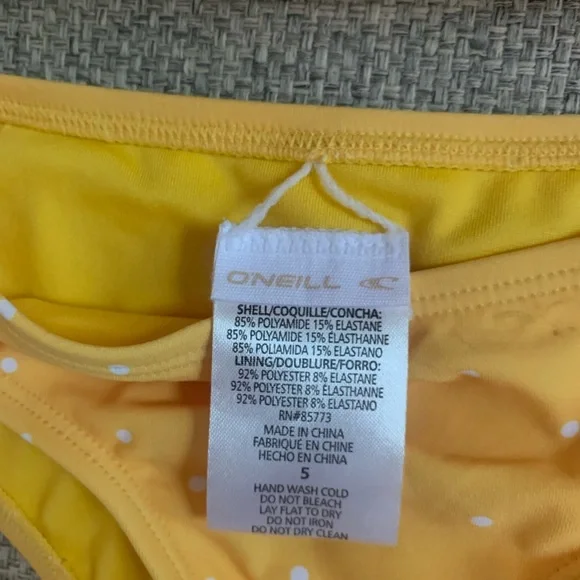 O'NEILL
SHELL/COQUILLE/CONCHA:
85% POLYAMIDE 15% ELASTANE
85% POLYAMIDE 15% ÉLASTHANNE
85% POLIAMIDA 15% ELASTANO
LINING/DOUBLURE/FORRO:
92% POLYESTER 8% ELASTANE
92% POLYESTER 8% ÉLASTHANNE
92% POLYESTER 8% ELASTANO
RN#85773
MADE IN CHINA
FABRIQUÉ EN CHINE
HECHO EN CHINA
5
HAND WASH COLD
DO NOT BLEACH
LAY FLAT TO DRY
DO NOT IRON
DO NOT DRY CLEAN